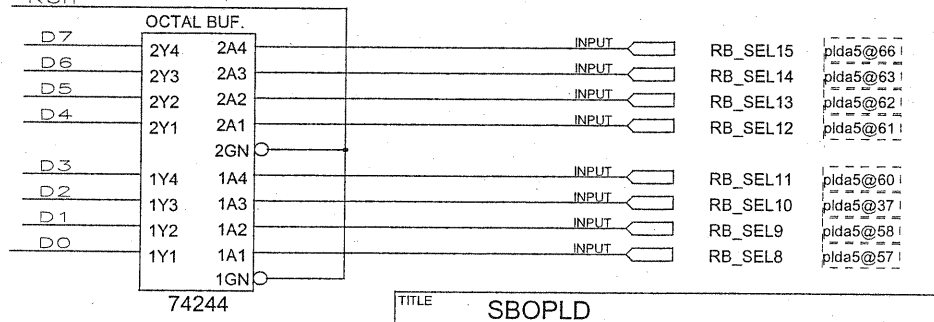 OCTAL BUF.
D7 2Y4 2A4 INPUT RB_SEL15 plda5@66
D6 2Y3 2A3 INPUT RB_SEL14 plda5@63
D5 2Y2 2A2 INPUT RB_SEL13 plda5@62
D4 2Y1 2A1 INPUT RB_SEL12 plda5@61
2GN
D3 1Y4 1A4 INPUT RB_SEL11 plda5@60
D2 1Y3 1A3 INPUT RB_SEL10 plda5@37
D1 1Y2 1A2 INPUT RB_SEL9 plda5@58
D0 1Y1 1A1 INPUT RB_SEL8 plda5@57
1GN
74244
TITLE SBOPLD